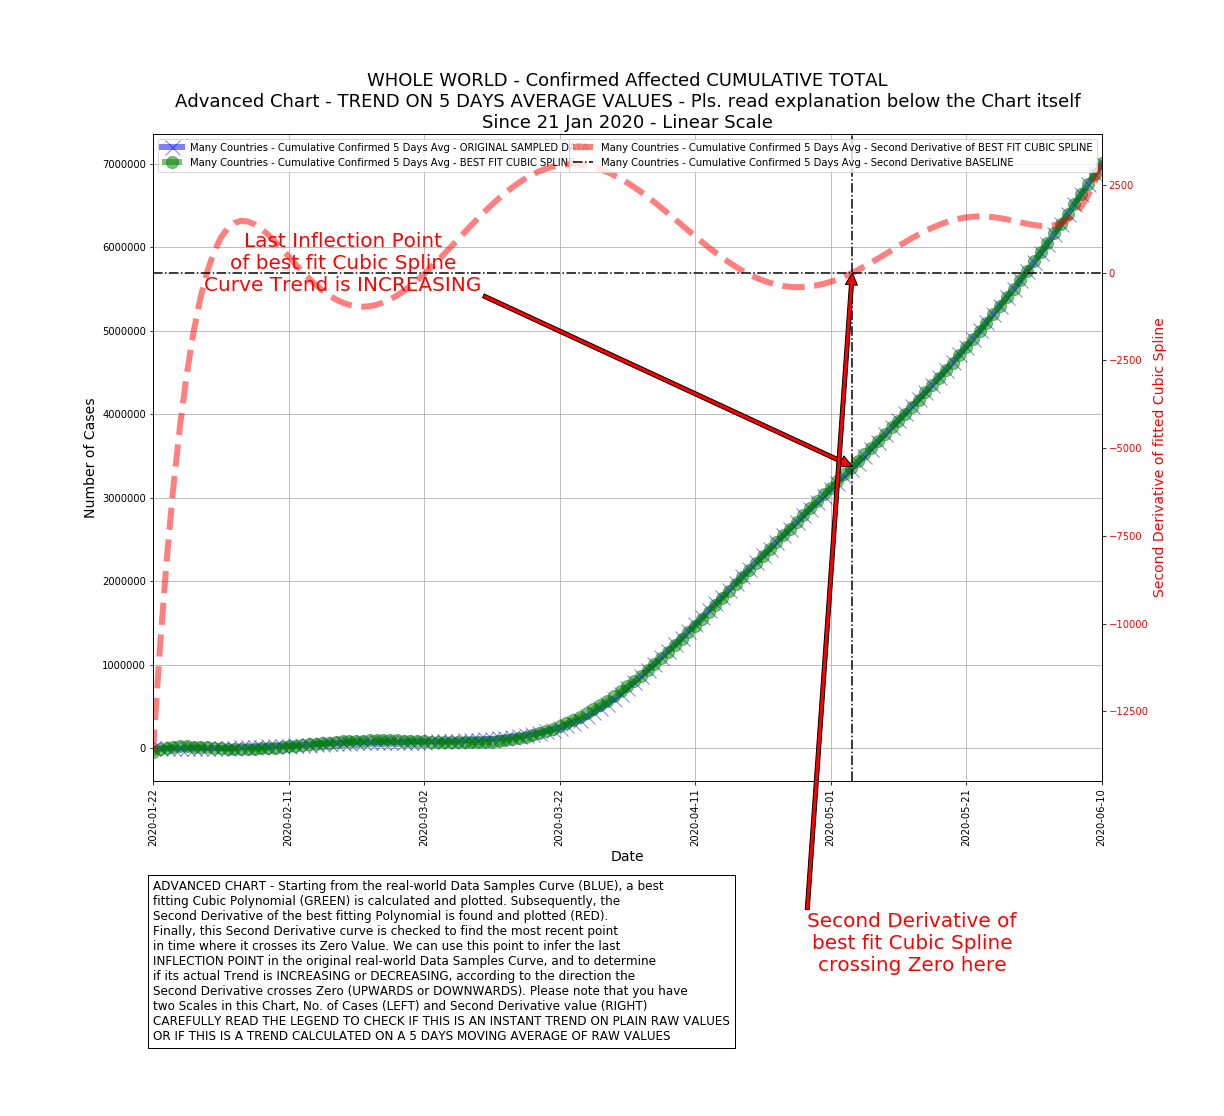 WHOLE WORLD - Confirmed Affected CUMULATIVE TOTAL
Advanced Chart - TREND ON 5 DAYS AVERAGE VALUES - Pls. read explanation below the Chart itself
Since 21 Jan 2020 - Linear Scale
Many Countries - Cumulative Confirmed 5 Days Avg - ORIGINAL SAMPLED DATA
Many Countries - Cumulative Confirmed 5 Days Avg - BEST FIT CUBIC SPLINE
Many Countries - Cumulative Confirmed 5 Days Avg - Second Derivative of BEST FIT CUBIC SPLINE
Many Countries - Cumulative Confirmed 5 Days Avg - Second Derivative BASELINE
Last Inflection Point
of best fit Cubic Spline
Curve Trend is INCREASING
Number of Cases
7000000
6000000
5000000
4000000
3000000
2000000
1000000
0
2500
0
−2500
−5000
−7500
−10000
−12500
Second Derivative of fitted Cubic Spline
2020-01-22
2020-02-11
2020-03-02
2020-03-22
2020-04-11
2020-05-01
2020-05-21
2020-06-10
Date
ADVANCED CHART - Starting from the real-world Data Samples Curve (BLUE), a best
fitting Cubic Polynomial (GREEN) is calculated and plotted. Subsequently, the
Second Derivative of the best fitting Polynomial is found and plotted (RED).
Finally, this Second Derivative curve is checked to find the most recent point
in time where it crosses its Zero Value. We can use this point to infer the last
INFLECTION POINT in the original real-world Data Samples Curve, and to determine
if its actual Trend is INCREASING or DECREASING, according to the direction the
Second Derivative crosses Zero (UPWARDS or DOWNWARDS). Please note that you have
two Scales in this Chart, No. of Cases (LEFT) and Second Derivative value (RIGHT)
CAREFULLY READ THE LEGEND TO CHECK IF THIS IS AN INSTANT TREND ON PLAIN RAW VALUES
OR IF THIS IS A TREND CALCULATED ON A 5 DAYS MOVING AVERAGE OF RAW VALUES
Second Derivative of
best fit Cubic Spline
crossing Zero here